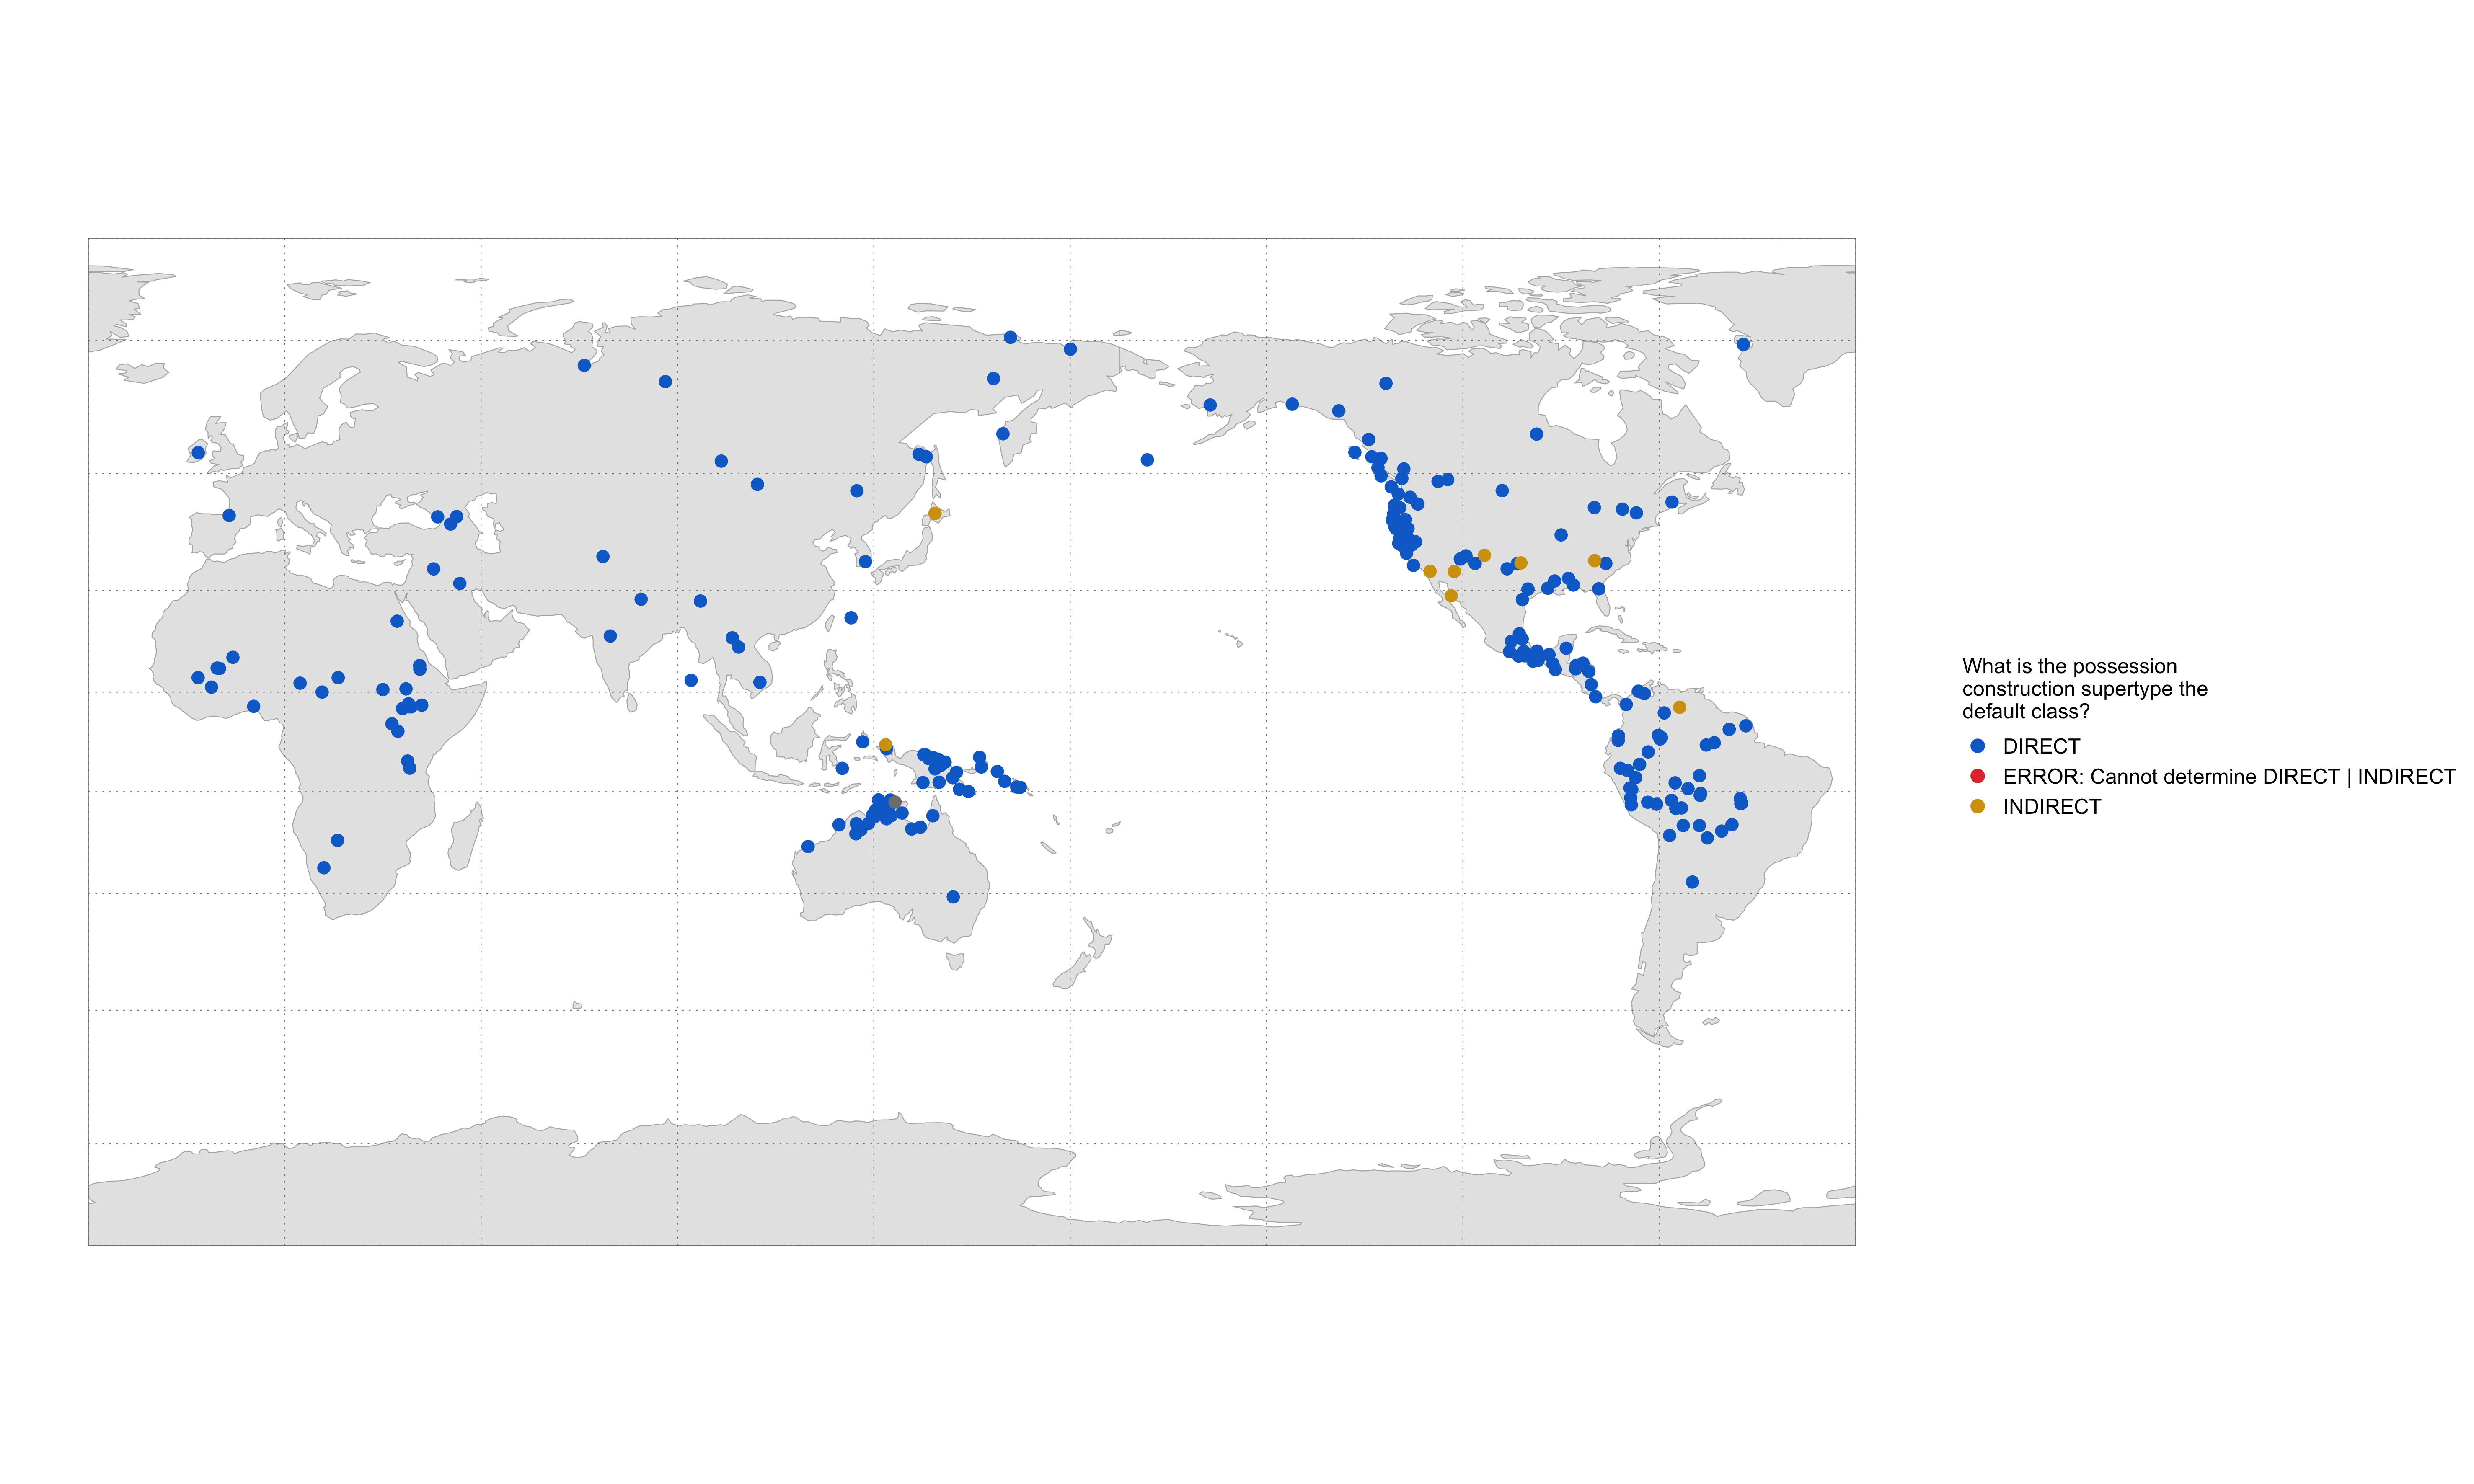 What is the possession
construction supertype the
default class?
DIRECT
ERROR: Cannot determine DIRECT | INDIRECT
INDIRECT